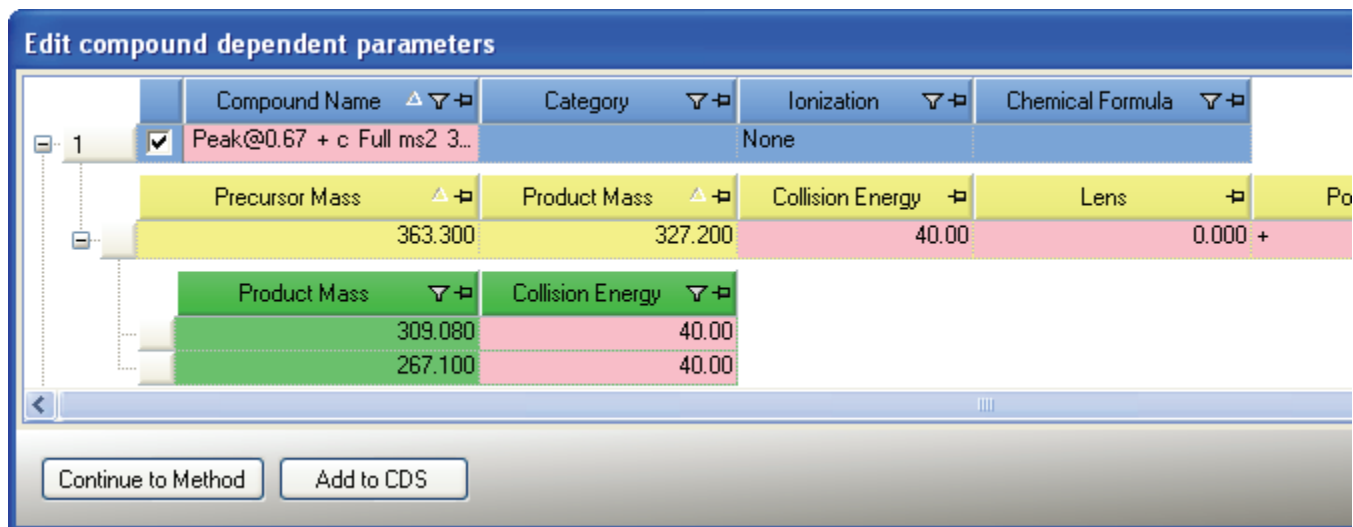 Edit compound dependent parameters
Compound Name Category Ionization Chemical Formula
1 Peak@0.67 + c Full ms2 3... None
Precursor Mass Product Mass Collision Energy Lens Po
363.300 327.200 40.00 0.000 +
Product Mass Collision Energy
309.080 40.00
267.100 40.00
Continue to Method Add to CDS